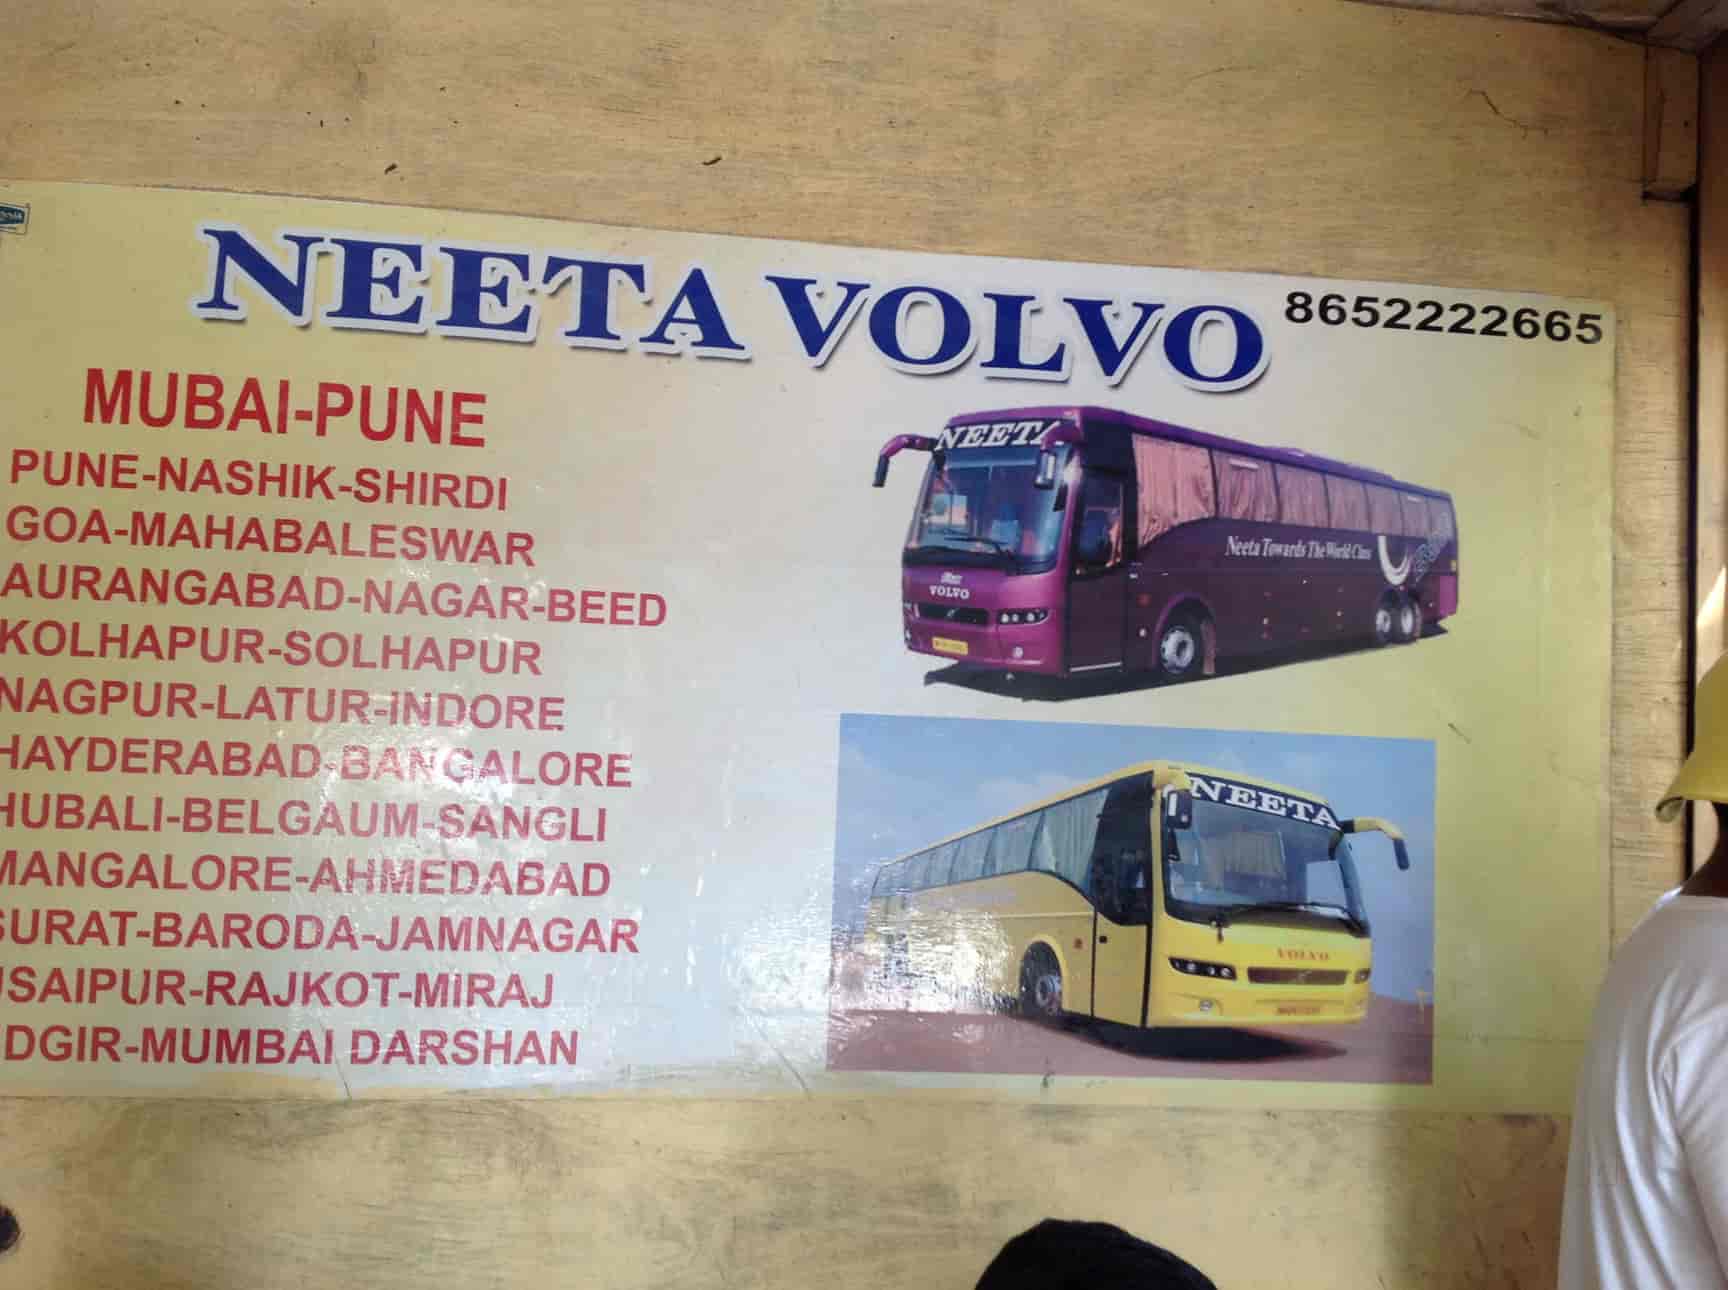 NEETA VOLVO
8652222665
MUBAI-PUNE
PUNE-NASHIK-SHIRDI
GOA-MAHABALESWAR
AURANGABAD-NAGAR-BEED
KOLHAPUR-SOLHAPUR
NAGPUR-LATUR-INDORE
HAYDERABAD-BANGALORE
HUBALI-BELGAUM-SANGLI
MANGALORE-AHMEDABAD
SURAT-BARODA-JAMNAGAR
ISAIPUR-RAJKOT-MIRAJ
DGIR-MUMBAI DARSHAN
NEETA
Neeta Towards The World Class
VOLVO
NEETA
VOLVO